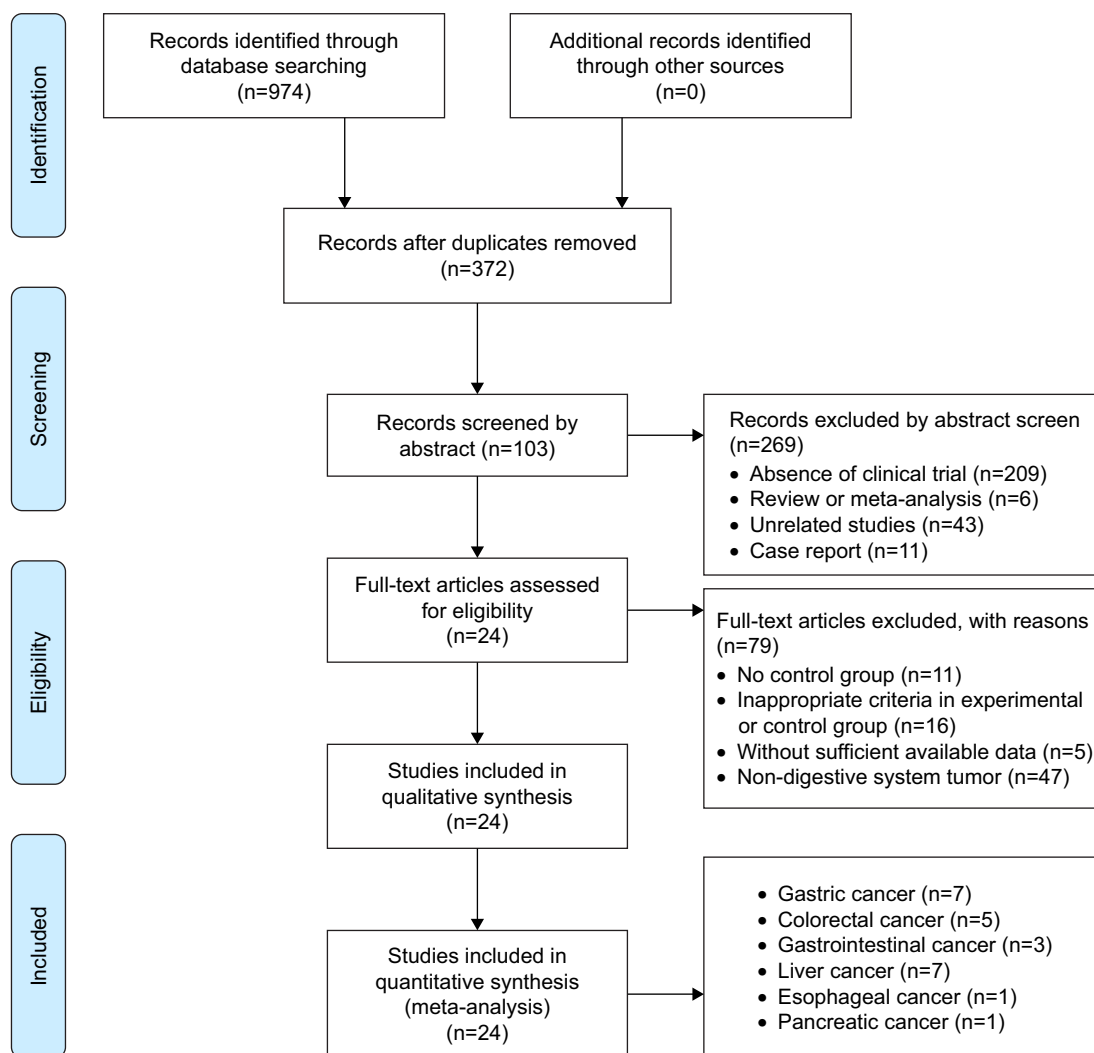 Identification
Records identified through
database searching
(n=974)
Additional records identified
through other sources
(n=0)
Records after duplicates removed
(n=372)
Screening
Records screened by
abstract (n=103)
Records excluded by abstract screen
(n=269)
• Absence of clinical trial (n=209)
• Review or meta-analysis (n=6)
• Unrelated studies (n=43)
• Case report (n=11)
Eligibility
Full-text articles assessed
for eligibility
(n=24)
Full-text articles excluded, with reasons
(n=79)
• No control group (n=11)
• Inappropriate criteria in experimental
or control group (n=16)
• Without sufficient available data (n=5)
• Non-digestive system tumor (n=47)
Studies included in
qualitative synthesis
(n=24)
Included
Studies included in
quantitative synthesis
(meta-analysis)
(n=24)
• Gastric cancer (n=7)
• Colorectal cancer (n=5)
• Gastrointestinal cancer (n=3)
• Liver cancer (n=7)
• Esophageal cancer (n=1)
• Pancreatic cancer (n=1)